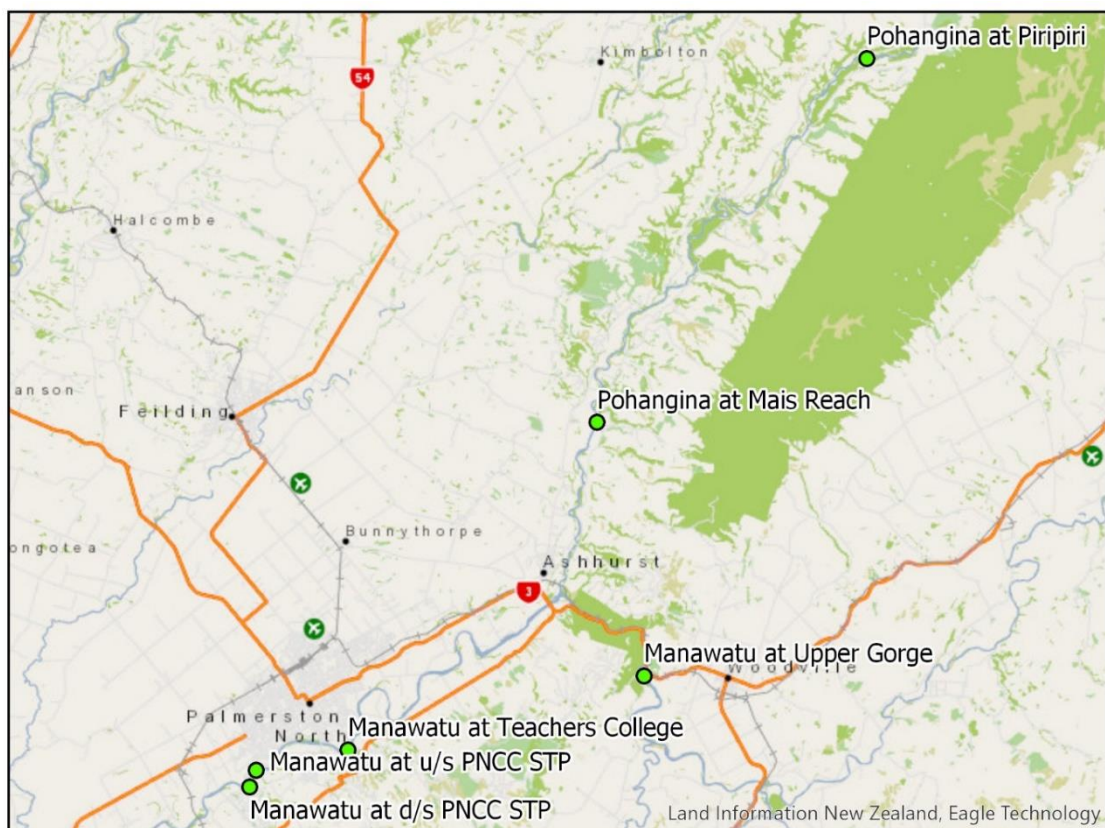 Pohangina at Piripiri
Kimbolton
54
Halcombe
anson
Feilding
Pohangina at Mais Reach
Bunnythorpe
ongotea
Ashhurst
3
Manawatu at Upper Gorge
Woodville
Palmerston
North
Manawatu at Teachers College
Manawatu at u/s PNCC STP
Manawatu at d/s PNCC STP
Land Information New Zealand, Eagle Technology